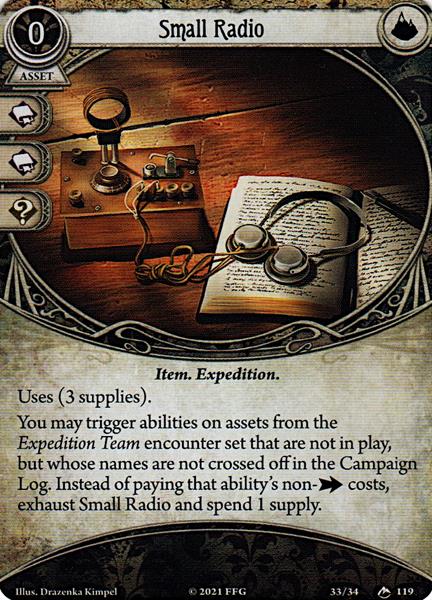 Small Radio
0
ASSET
?
Item. Expedition.
Uses (3 supplies).
You may trigger abilities on assets from the
Expedition Team encounter set that are not in play,
but whose names are not crossed off in the Campaign
Log. Instead of paying that ability's non- costs,
exhaust Small Radio and spend 1 supply.
Illus. Drazenka Kimpel © 2021 FFG 33/34 119